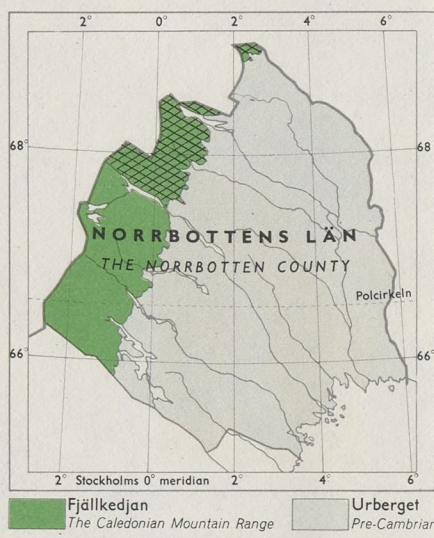 2° 0° 2° 4° 6°
68° 68°
NORRBOTTENS LÄN
THE NORRBOTTEN COUNTY
Polcirkeln
66° 66°
2° Stockholms 0° meridian 2° 4° 6°
Fjällkedjan Urberget
The Caledonian Mountain Range Pre-Cambrian